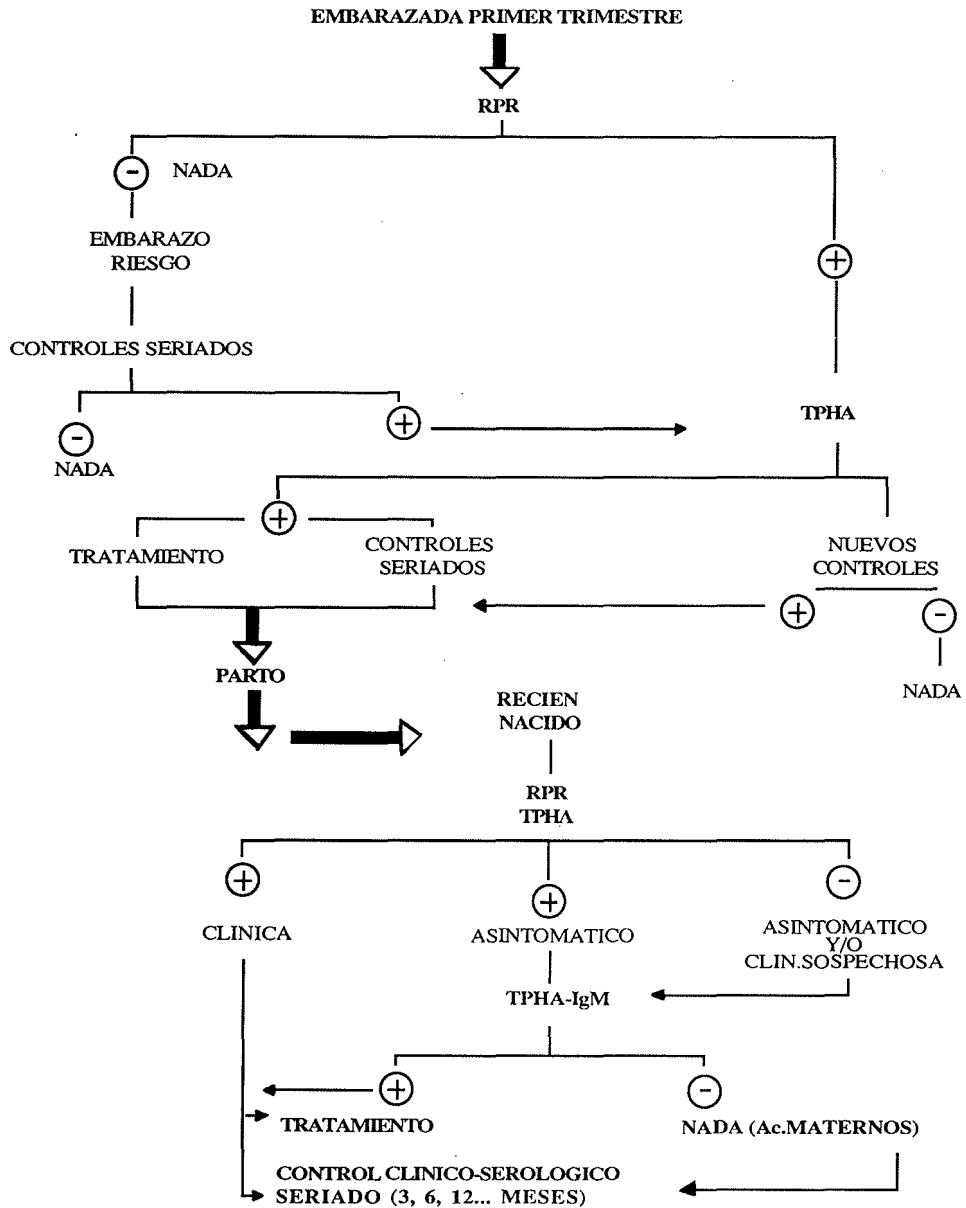 EMBARAZADA PRIMER TRIMESTRE
RPR
- NADA
EMBARAZO
RIESGO
+
CONTROLES SERIADOS
- 
NADA
+
TPHA
+
TRATAMIENTO
CONTROLES
SERIADOS
NUEVOS
CONTROLES
+
-
NADA
PARTO
RECIEN
NACIDO
RPR
TPHA
+
CLINICA
+
ASINTOMATICO
-
ASINTOMATICO
Y/O
CLIN.SOSPECHOSA
TPHA-IgM
+
-
TRATAMIENTO
NADA (Ac.MATERNOS)
CONTROL CLINICO-SEROLOGICO
SERIADO (3, 6, 12... MESES)